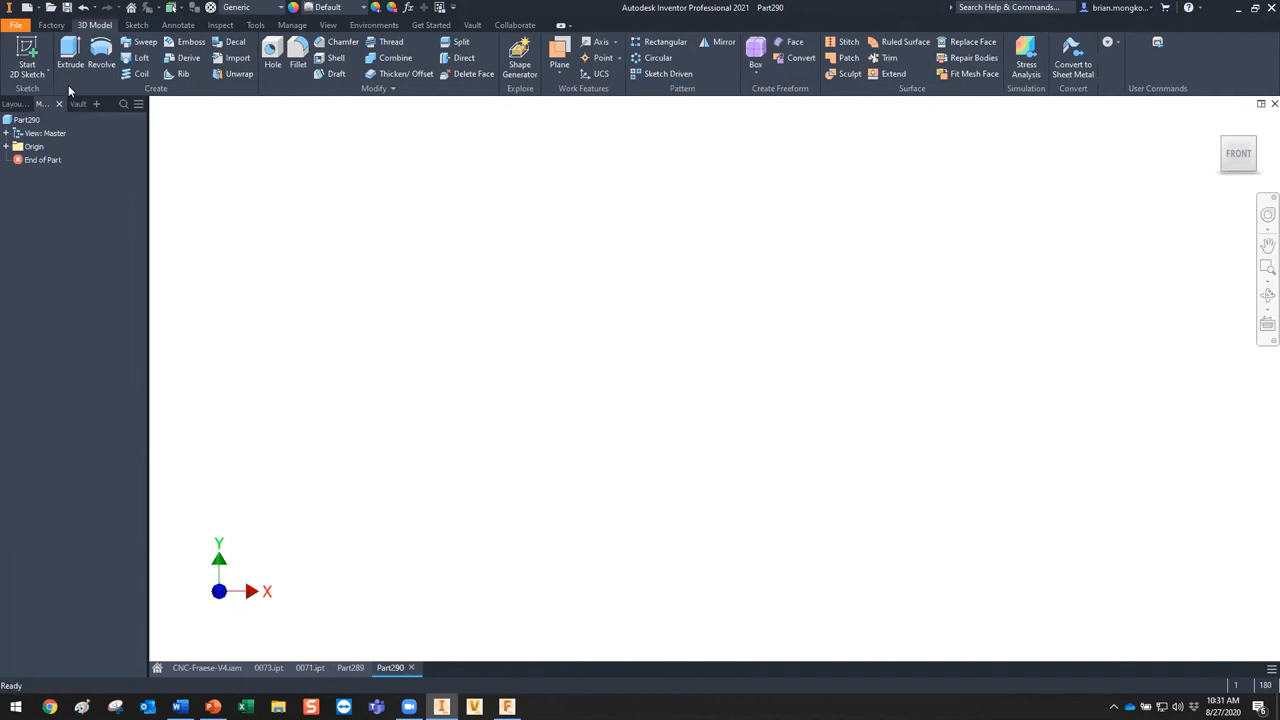 Generic Default Autodesk Inventor Professional 2021 Part290 Search Help & Commands... brian.mongko...
File Factory 3D Model Sketch Annotate Inspect Tools Manage View Environments Get Started Vault Collaborate
Start
2D Sketch
Extrude
Revolve
Sweep
Loft
Coil
Emboss
Derive
Rib
Decal
Import
Unwrap
Hole
Fillet
Chamfer
Shell
Draft
Thread
Combine
Thicken/ Offset
Split
Direct
Delete Face
Shape
Generator
Plane
Axis
Point
UCS
Rectangular
Circular
Sketch Driven
Mirror
Box
Face
Convert
Stitch
Patch
Sculpt
Ruled Surface
Trim
Extend
Replace Face
Repair Bodies
Fit Mesh Face
Stress
Analysis
Convert to
Sheet Metal
Sketch Create Modify Explore Work Features Pattern Create Freeform Surface Simulation Convert User Commands
Layou... M... Vault
Part290
View: Master
Origin
End of Part
FRONT
Y
X
CNC-Fraese-V4.iam 0073.ipt 0071.ipt Part289 Part290
Ready 1 180
10:31 AM
8/27/2020
6